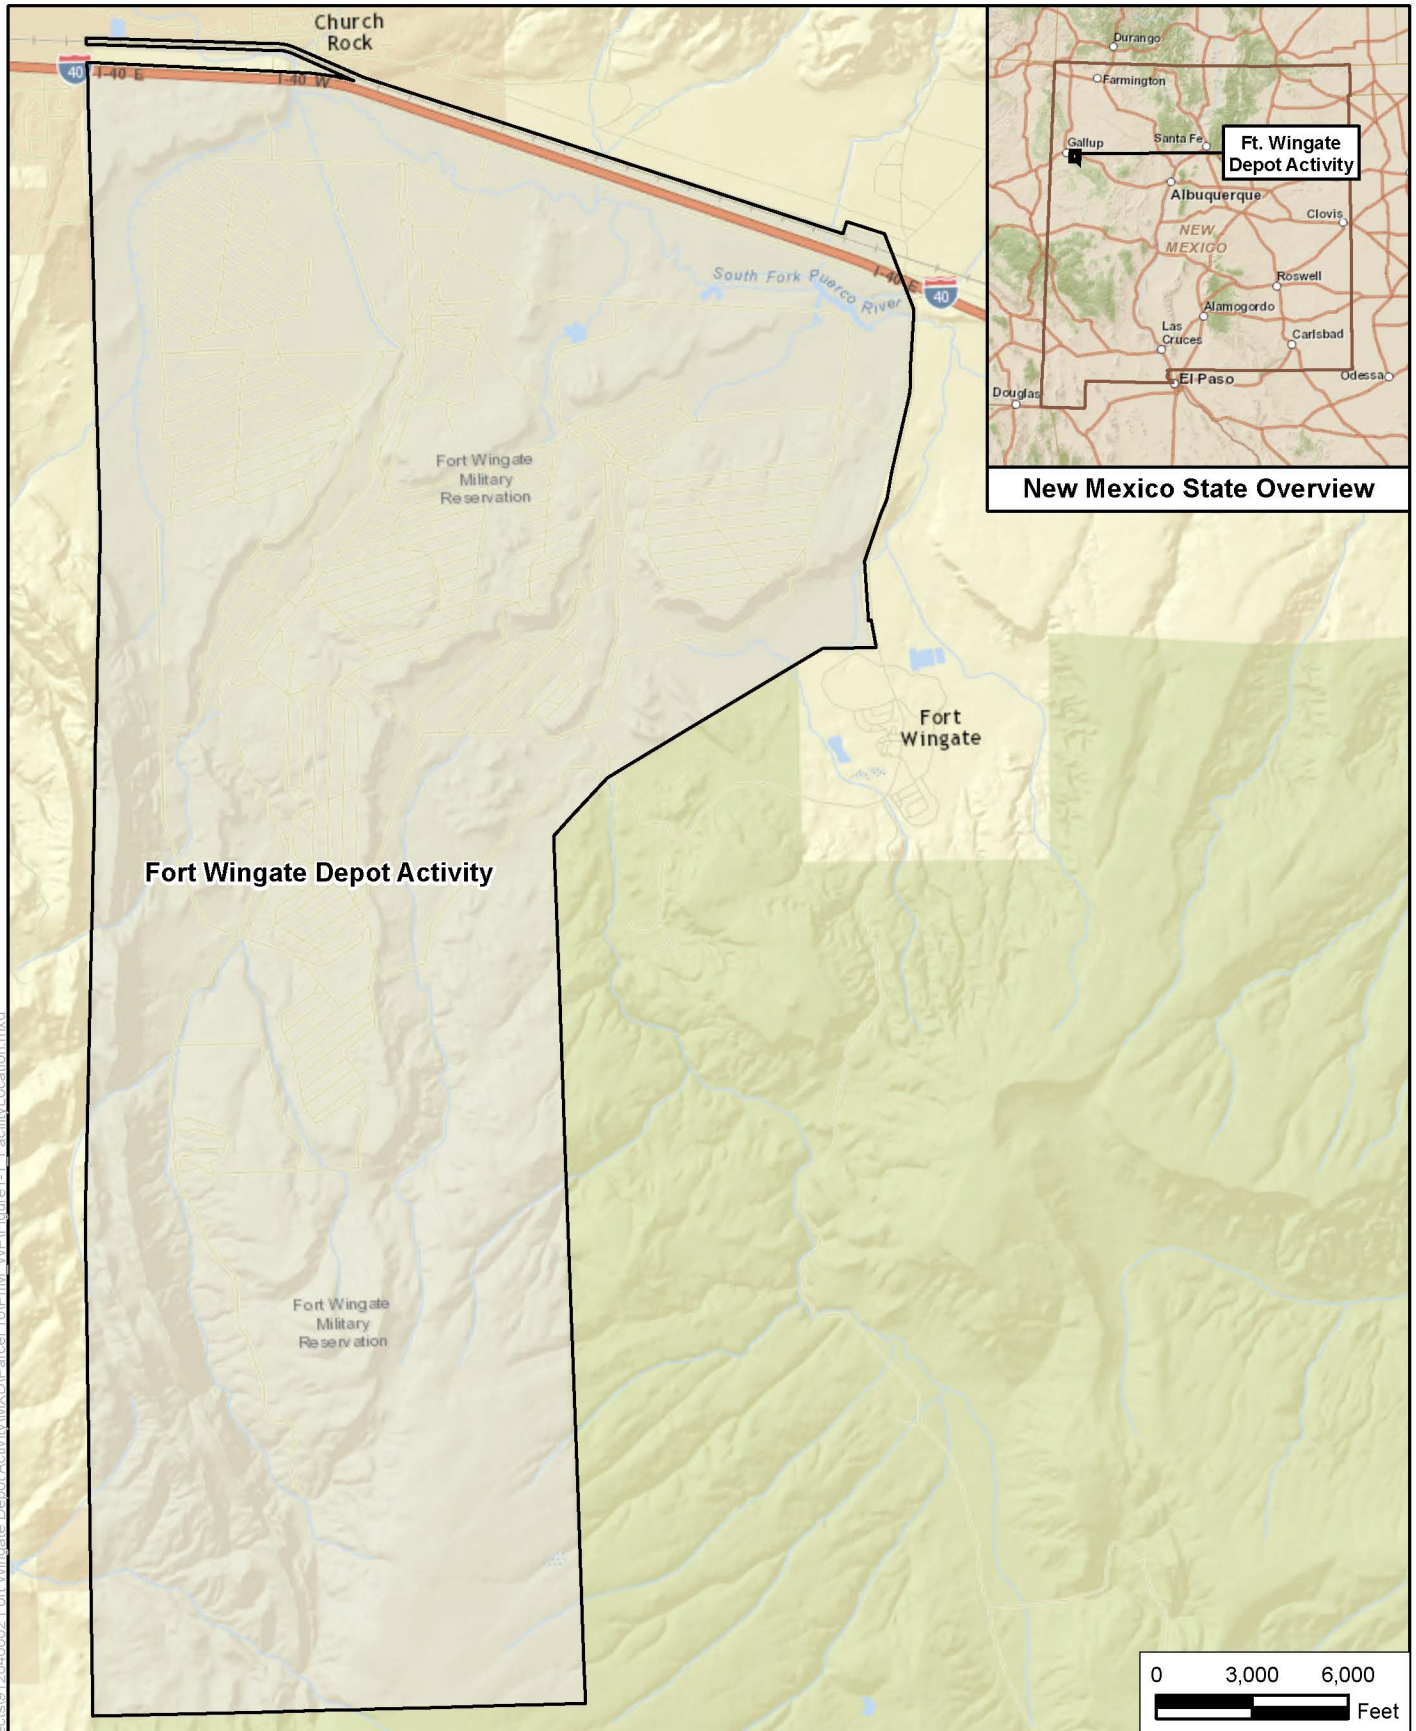 Church
Rock
40
I-40 E
I-40 W
South Fork Puerco River
I-40 E
40
Fort Wingate
Military
Reservation
Fort
Wingate
Fort Wingate Depot Activity
Fort Wingate
Military
Reservation
Durango
Farmington
Gallup
Santa Fe
Ft. Wingate
Depot Activity
Albuquerque
Clovis
NEW
MEXICO
Roswell
Alamogordo
Las
Cruces
Carlsbad
El Paso
Odessa
Douglas
New Mexico State Overview
0 3,000 6,000
Feet